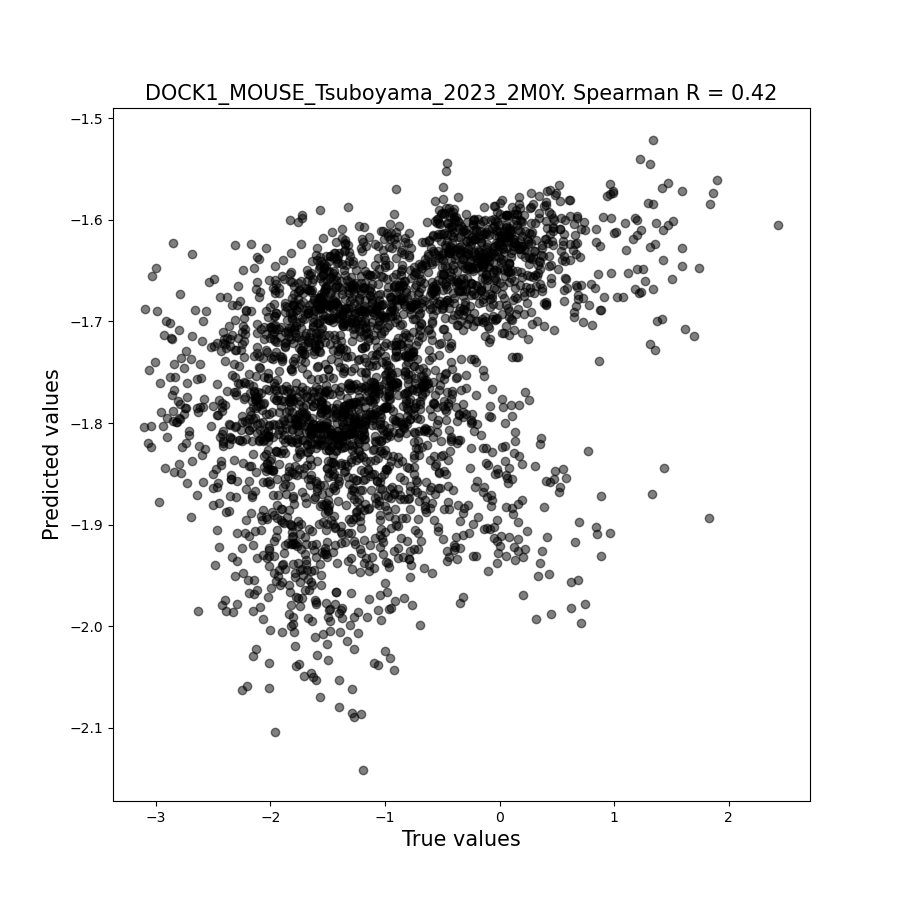 DOCK1_MOUSE_Tsuboyama_2023_2M0Y. Spearman R = 0.42
−1.5
−1.6
−1.7
−1.8
−1.9
−2.0
−2.1
Predicted values
−3 −2 −1 0 1 2
True values